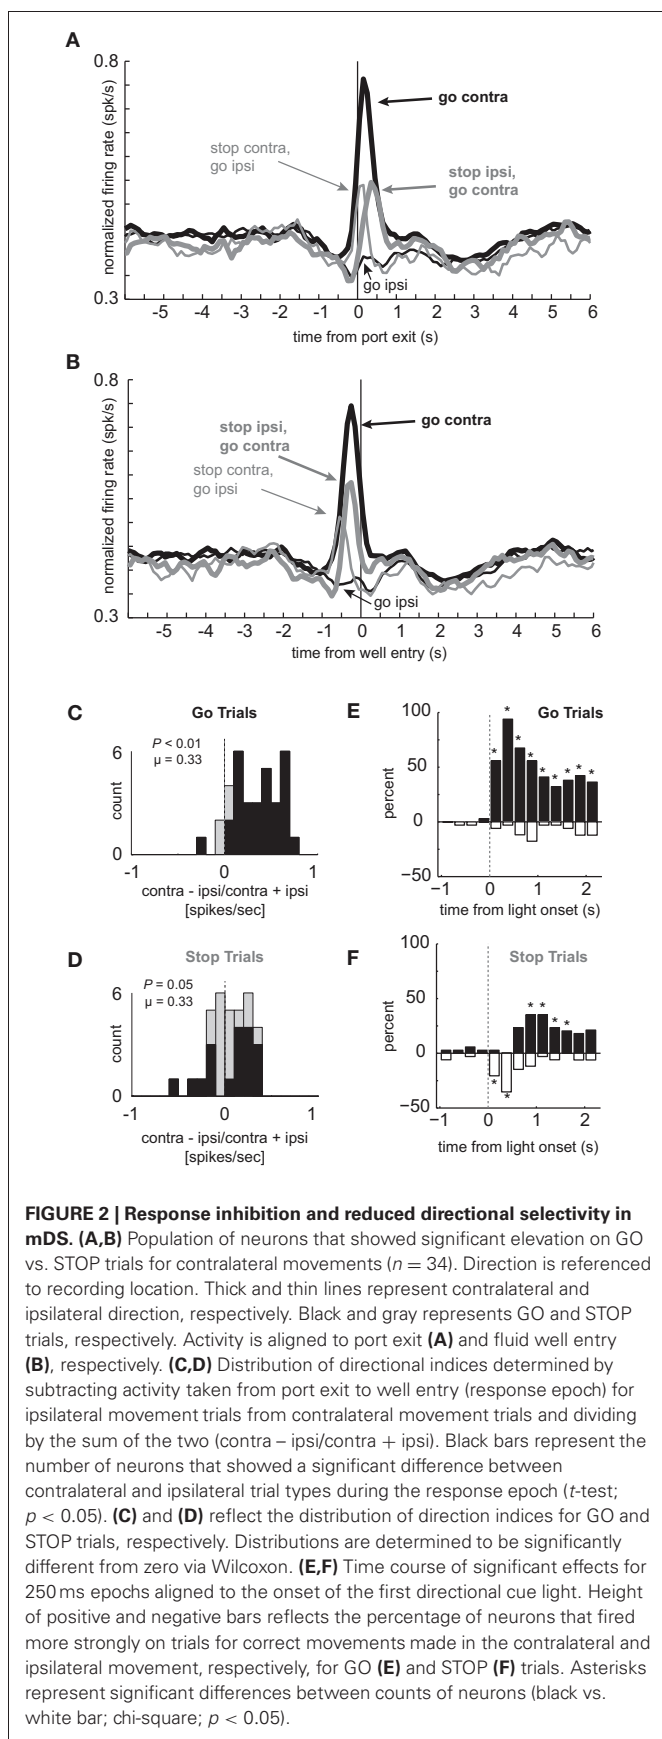 A
0.8
normalized firing rate (spk/s)
go contra
stop contra,
go ipsi
stop ipsi,
go contra
go ipsi
0.3
-5 -4 -3 -2 -1 0 1 2 3 4 5 6
time from port exit (s)
B
0.8
normalized firing rate (spk/s)
go contra
stop ipsi,
go contra
stop contra,
go ipsi
go ipsi
0.3
-5 -4 -3 -2 -1 0 1 2 3 4 5 6
time from well entry (s)
C
Go Trials
6
P < 0.01
μ = 0.33
count
0
-1 0 1
contra - ipsi/contra + ipsi
[spikes/sec]
E
100
Go Trials
* * * * * * * * *
50
percent
0
−50
−1 0 1 2
time from light onset (s)
D
Stop Trials
6
P = 0.05
μ = 0.33
count
0
-1 0 1
contra - ipsi/contra + ipsi
[spikes/sec]
F
100
Stop Trials
percent
50
* * * *
0
* *
−50
−1 0 1 2
time from light onset (s)
FIGURE 2 | Response inhibition and reduced directional selectivity in
mDS. (A,B) Population of neurons that showed significant elevation on GO
vs. STOP trials for contralateral movements (n = 34). Direction is referenced
to recording location. Thick and thin lines represent contralateral and
ipsilateral direction, respectively. Black and gray represents GO and STOP
trials, respectively. Activity is aligned to port exit (A) and fluid well entry
(B), respectively. (C,D) Distribution of directional indices determined by
subtracting activity taken from port exit to well entry (response epoch) for
ipsilateral movement trials from contralateral movement trials and dividing
by the sum of the two (contra – ipsi/contra + ipsi). Black bars represent the
number of neurons that showed a significant difference between
contralateral and ipsilateral trial types during the response epoch (t-test;
p < 0.05). (C) and (D) reflect the distribution of direction indices for GO and
STOP trials, respectively. Distributions are determined to be significantly
different from zero via Wilcoxon. (E,F) Time course of significant effects for
250 ms epochs aligned to the onset of the first directional cue light. Height
of positive and negative bars reflects the percentage of neurons that fired
more strongly on trials for correct movements made in the contralateral and
ipsilateral movement, respectively, for GO (E) and STOP (F) trials. Asterisks
represent significant differences between counts of neurons (black vs.
white bar; chi-square; p < 0.05).